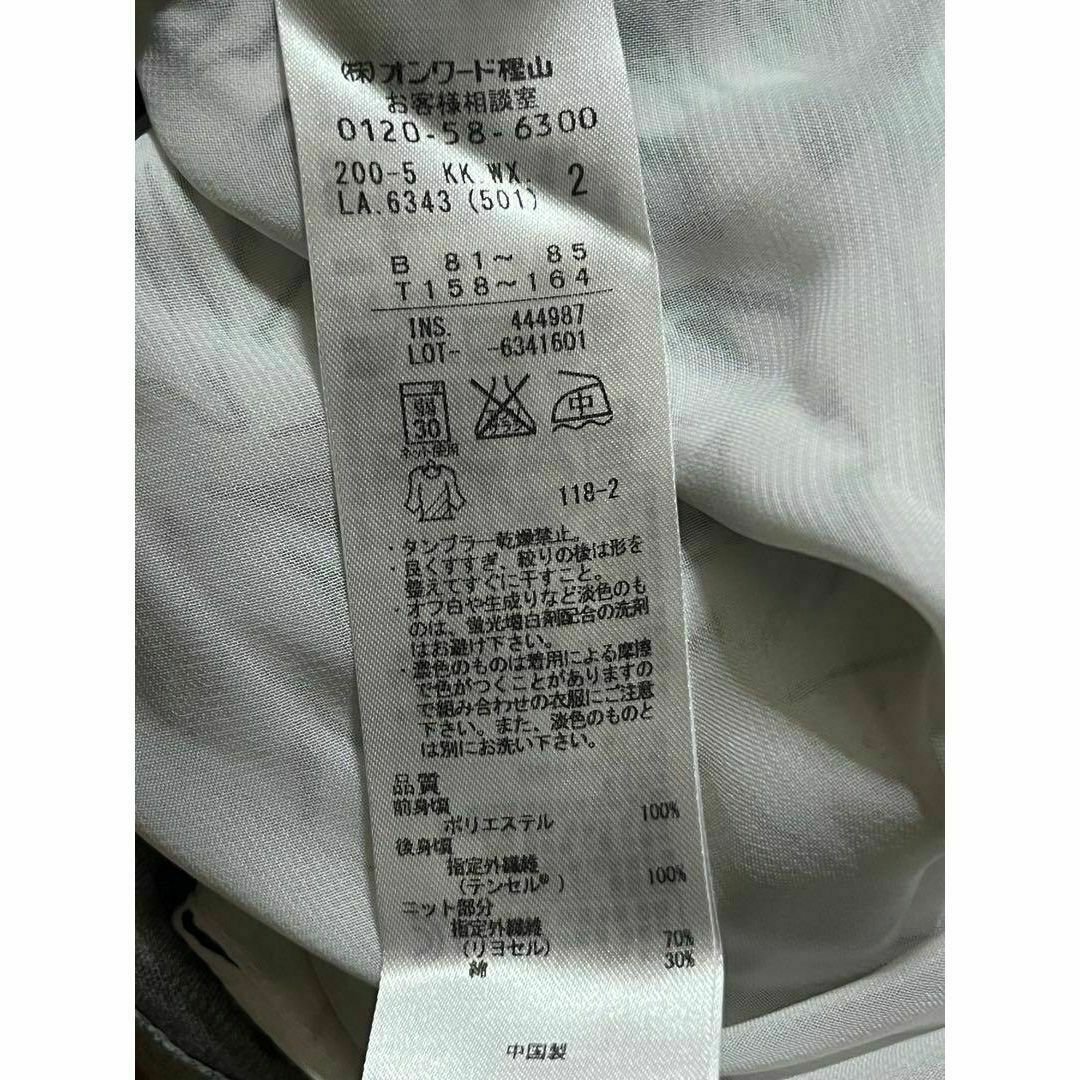 (株)オンワード樫山
お客様相談室
0120-58-6300
200-5 KK.WX. 2
LA.6343 (501)
B 81～ 85
T158～164
INS. 444987
LOT- -6341601
弱
30
中
ネット使用
118-2
・タンブラー乾燥禁止。
・良くすすぎ、絞りの後は形を
整えてすぐに干すこと。
・オフ白や生成りなど淡色のも
のは、蛍光増白剤配合の洗剤
はお避け下さい。
・濃色のものは着用による摩擦
で色がつくことがありますの
で組み合わせの衣服にご注意
下さい。また、淡色のものと
は別にお洗い下さい。
品質
前身頃
ポリエステル 100%
後身頃
指定外繊維
(テンセル®) 100%
ニット部分
指定外繊維
(リヨセル) 70%
綿 30%
中国製